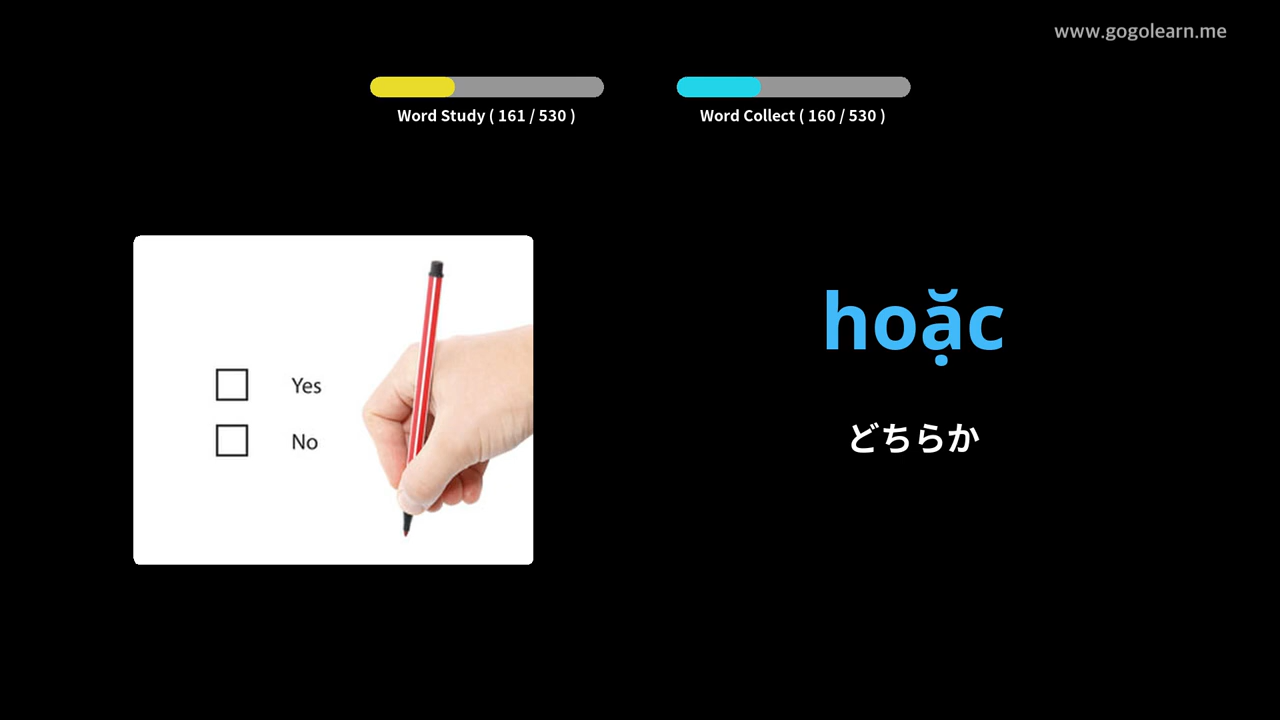 www.gogolearn.me
Word Study ( 161 / 530 )
Word Collect ( 160 / 530 )
Yes
No
hoặc
どちらか